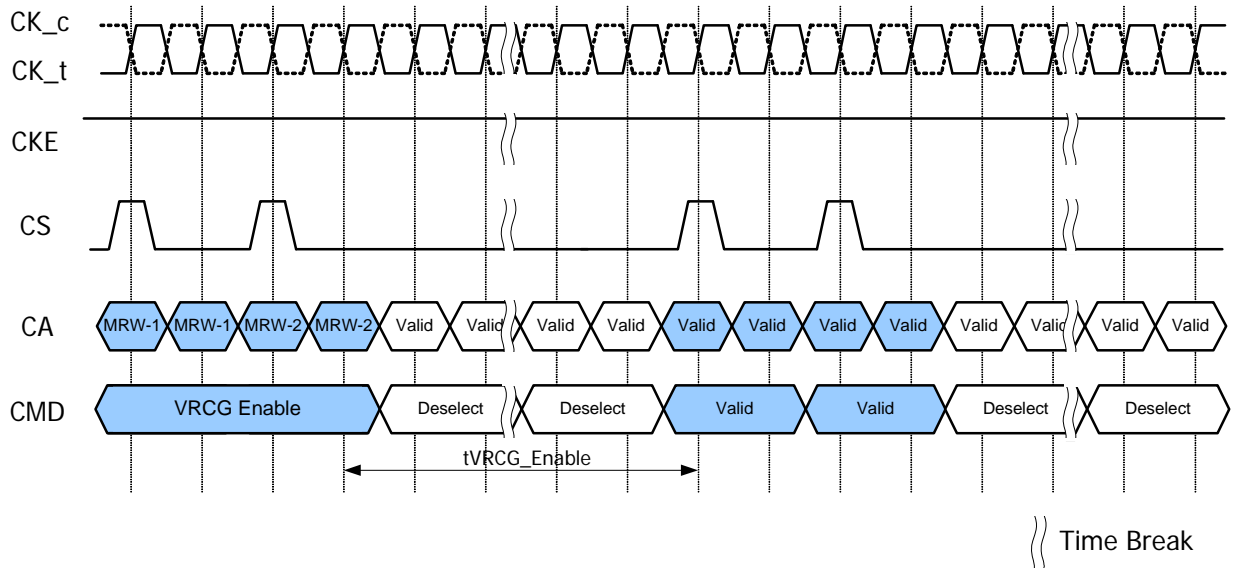 CK_c
CK_t
CKE
CS
CA MRW-1 MRW-1 MRW-2 MRW-2 Valid Valid Valid Valid Valid Valid Valid Valid Valid Valid Valid Valid
CMD VRCG Enable Deselect Deselect Valid Valid Deselect Deselect
tVRCG_Enable
Time Break